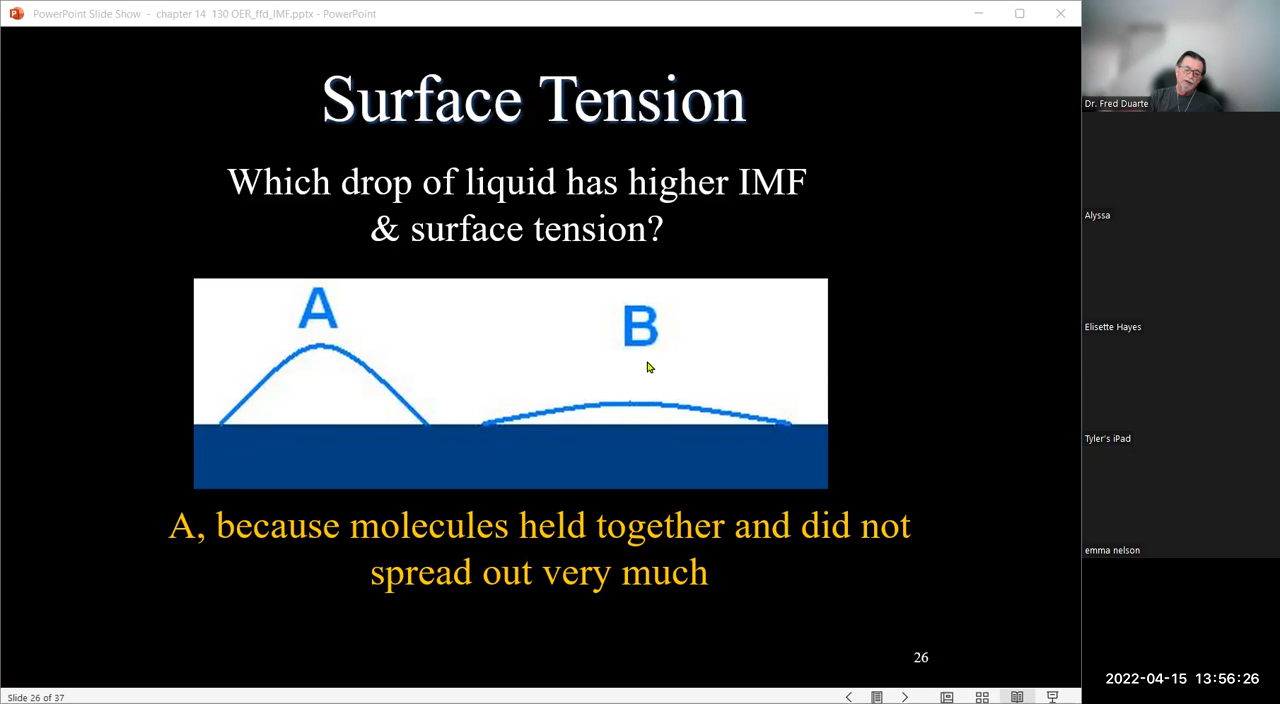 PowerPoint Slide Show - chapter 14 130 OER_ffd_IMF.pptx - PowerPoint
Surface Tension
Which drop of liquid has higher IMF
& surface tension?
A
B
A, because molecules held together and did not
spread out very much
26
Slide 26 of 37
Dr. Fred Duarte
Alyssa
Elisette Hayes
Tyler's iPad
emma nelson
2022-04-15 13:56:26